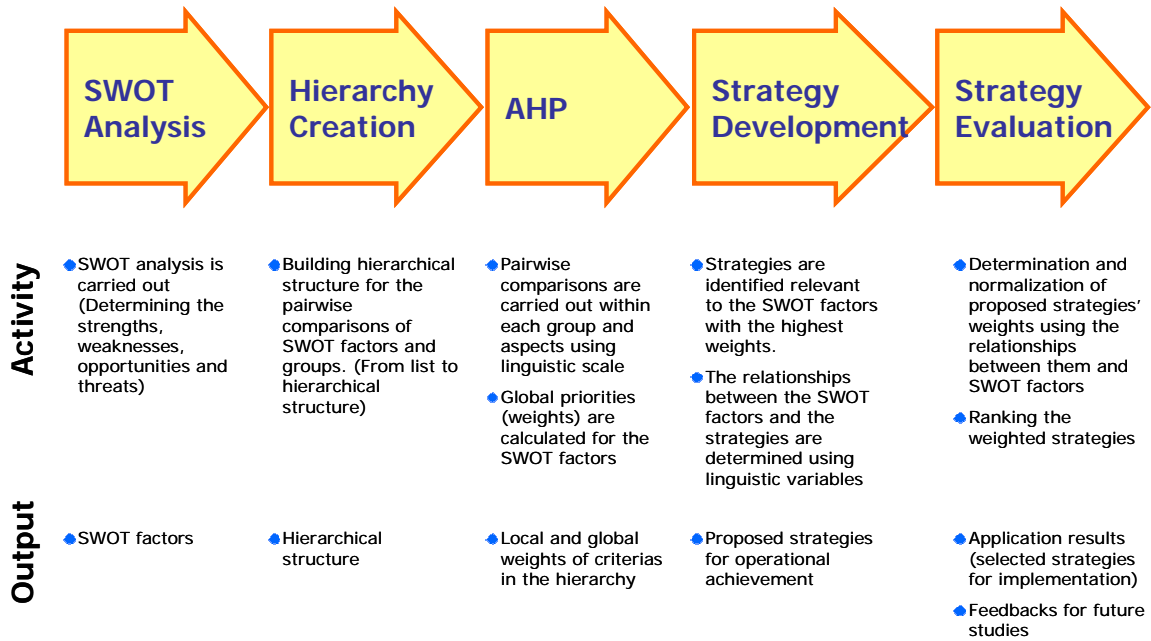 SWOT
Analysis
Hierarchy
Creation
AHP
Strategy
Development
Strategy
Evaluation
Activity
SWOT analysis is
carried out
(Determining the
strengths,
weaknesses,
opportunities and
threats)
Building hierarchical
structure for the
pairwise
comparisons of
SWOT factors and
groups. (From list to
hierarchical
structure)
Pairwise
comparisons are
carried out within
each group and
aspects using
linguistic scale
Global priorities
(weights) are
calculated for the
SWOT factors
Strategies are
identified relevant
to the SWOT factors
with the highest
weights.
The relationships
between the SWOT
factors and the
strategies are
determined using
linguistic variables
Determination and
normalization of
proposed strategies’
weights using the
relationships
between them and
SWOT factors
Ranking the
weighted strategies
Output
SWOT factors
Hierarchical
structure
Local and global
weights of criterias
in the hierarchy
Proposed strategies
for operational
achievement
Application results
(selected strategies
for implementation)
Feedbacks for future
studies